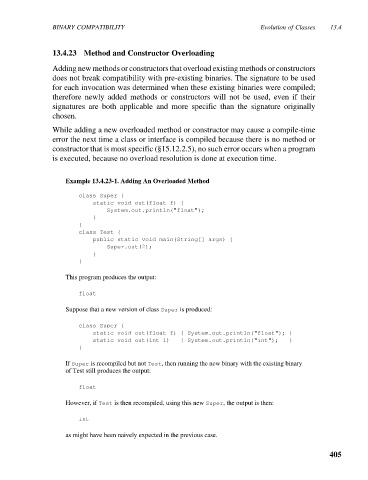 BINARY COMPATIBILITY Evolution of Classes 13.4
13.4.23 Method and Constructor Overloading
Adding new methods or constructors that overload existing methods or constructors
does not break compatibility with pre-existing binaries. The signature to be used
for each invocation was determined when these existing binaries were compiled;
therefore newly added methods or constructors will not be used, even if their
signatures are both applicable and more specific than the signature originally
chosen.
While adding a new overloaded method or constructor may cause a compile-time
error the next time a class or interface is compiled because there is no method or
constructor that is most specific (§15.12.2.5), no such error occurs when a program
is executed, because no overload resolution is done at execution time.
Example 13.4.23-1. Adding An Overloaded Method
class Super {
static void out(float f) {
System.out.println("float");
}
}
class Test {
public static void main(String[] args) {
Super.out(2);
}
}
This program produces the output:
float
Suppose that a new version of class Super is produced:
class Super {
static void out(float f) { System.out.println("float"); }
static void out(int i) { System.out.println("int"); }
}
If Super is recompiled but not Test, then running the new binary with the existing binary
of Test still produces the output:
float
However, if Test is then recompiled, using this new Super, the output is then:
int
as might have been naively expected in the previous case.
405